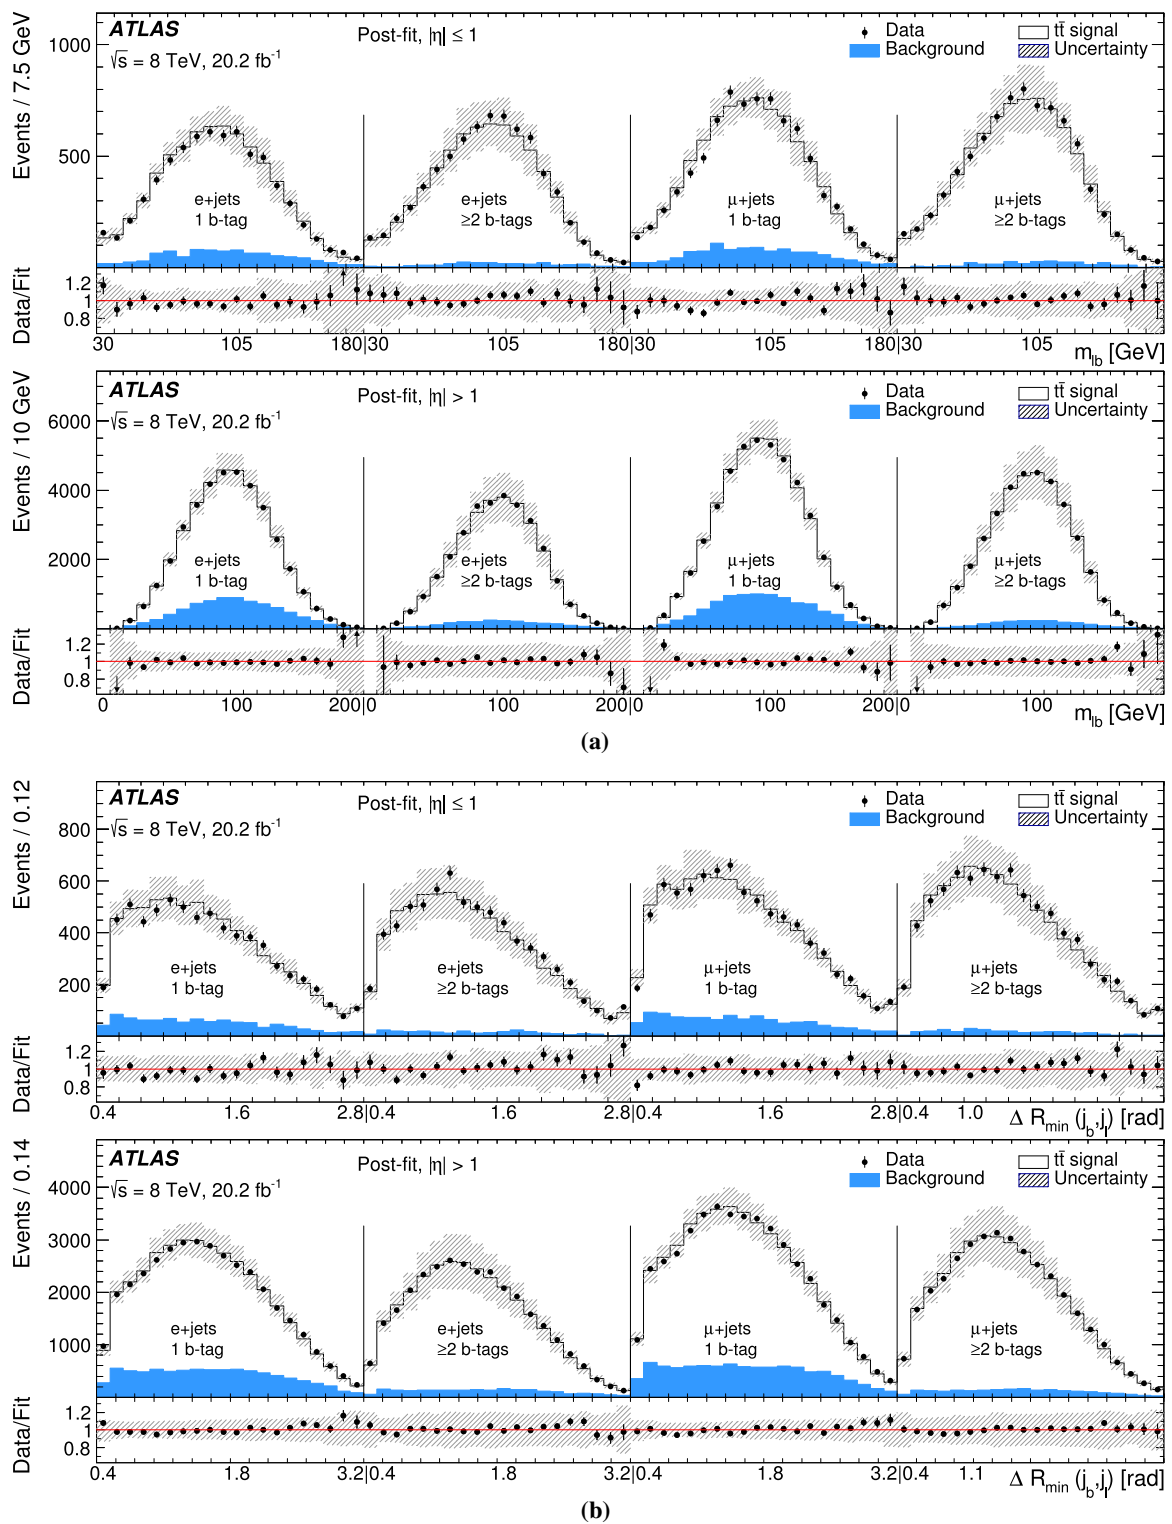 ATLAS
Post-fit, |η| ≤ 1
√s = 8 TeV, 20.2 fb⁻¹
Data
tt̄ signal
Background
Uncertainty
Events / 7.5 GeV
1000
500
e+jets
1 b-tag
e+jets
≥2 b-tags
μ+jets
1 b-tag
μ+jets
≥2 b-tags
Data/Fit
1.2
1
0.8
30 105 180|30 105 180|30 105 180|30 105
m_lb [GeV]
ATLAS
Post-fit, |η| > 1
√s = 8 TeV, 20.2 fb⁻¹
Data
tt̄ signal
Background
Uncertainty
Events / 10 GeV
6000
4000
2000
e+jets
1 b-tag
e+jets
≥2 b-tags
μ+jets
1 b-tag
μ+jets
≥2 b-tags
Data/Fit
1.2
1
0.8
0 100 200|0 100 200|0 100 200|0 100
m_lb [GeV]
(a)
ATLAS
Post-fit, |η| ≤ 1
√s = 8 TeV, 20.2 fb⁻¹
Data
tt̄ signal
Background
Uncertainty
Events / 0.12
800
600
400
200
e+jets
1 b-tag
e+jets
≥2 b-tags
μ+jets
1 b-tag
μ+jets
≥2 b-tags
Data/Fit
1.2
1
0.8
0.4 1.6 2.8|0.4 1.6 2.8|0.4 1.6 2.8|0.4 1.0
Δ R_min (j_b,j_l) [rad]
ATLAS
Post-fit, |η| > 1
√s = 8 TeV, 20.2 fb⁻¹
Data
tt̄ signal
Background
Uncertainty
Events / 0.14
4000
3000
2000
1000
e+jets
1 b-tag
e+jets
≥2 b-tags
μ+jets
1 b-tag
μ+jets
≥2 b-tags
Data/Fit
1.2
1
0.8
0.4 1.8 3.2|0.4 1.8 3.2|0.4 1.8 3.2|0.4 1.1
Δ R_min (j_b,j_l) [rad]
(b)